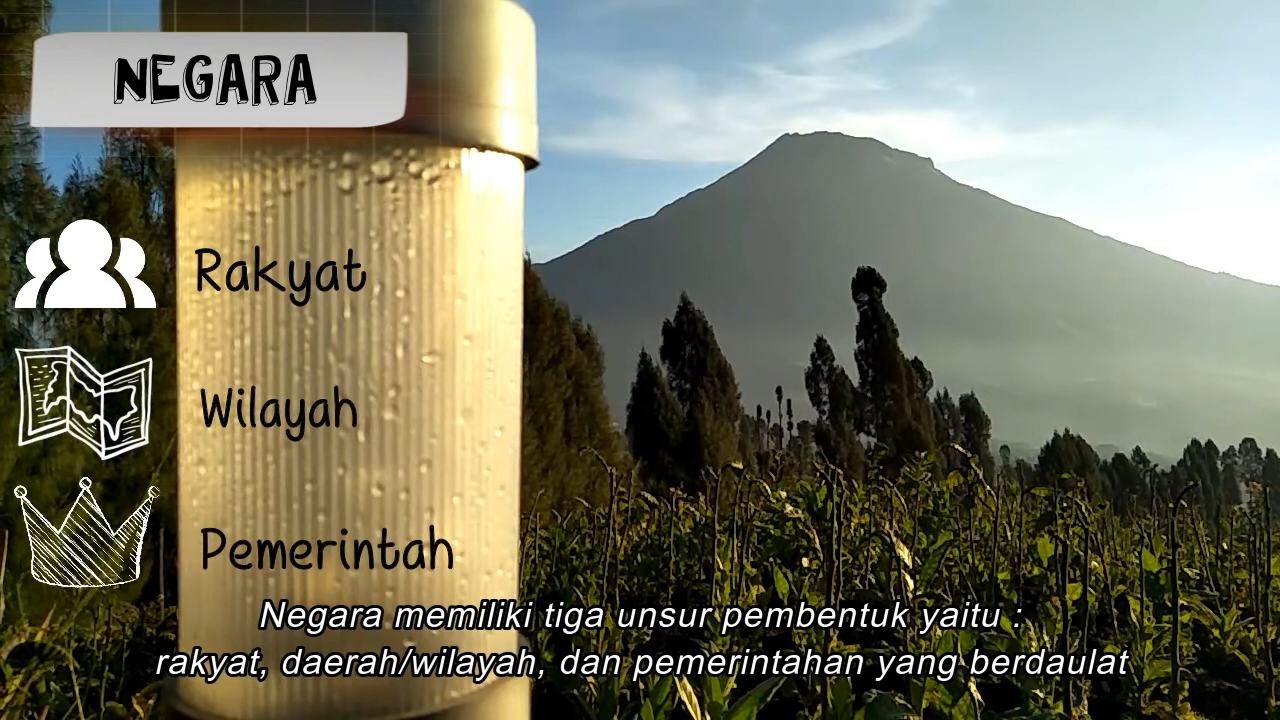 NEGARA
Rakyat
Wilayah
Pemerintah
Negara memiliki tiga unsur pembentuk yaitu :
rakyat, daerah/wilayah, dan pemerintahan yang berdaulat